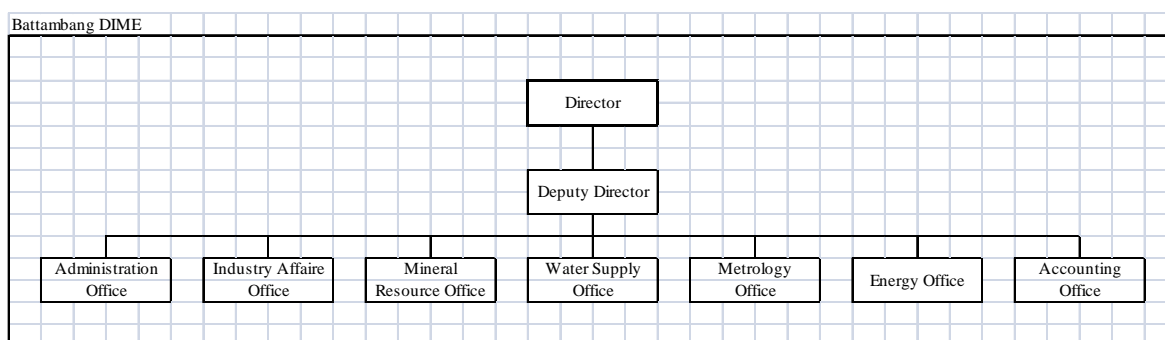 Battambang DIME
Director
Deputy Director
Administration
Office
Industry Affaire
Office
Mineral
Resource Office
Water Supply
Office
Metrology
Office
Energy Office
Accounting
Office